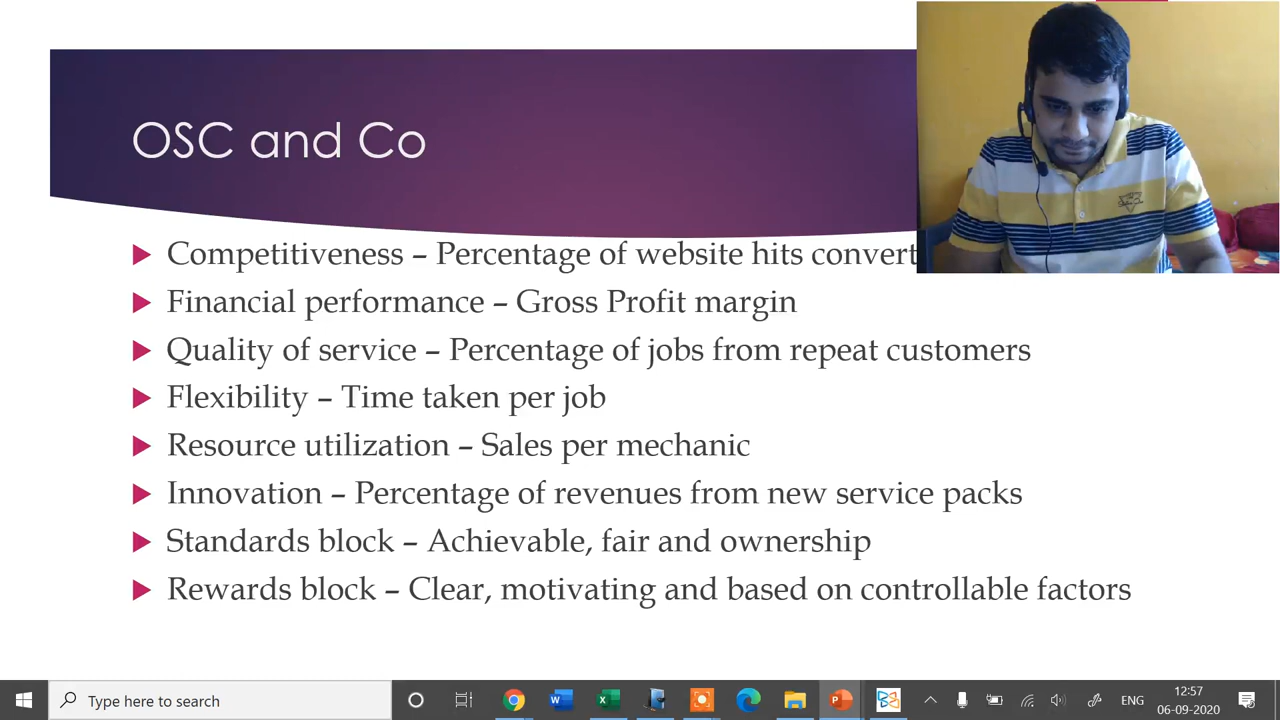 OSC and Co
Competitiveness – Percentage of website hits convert
Financial performance – Gross Profit margin
Quality of service – Percentage of jobs from repeat customers
Flexibility – Time taken per job
Resource utilization – Sales per mechanic
Innovation – Percentage of revenues from new service packs
Standards block – Achievable, fair and ownership
Rewards block – Clear, motivating and based on controllable factors
Type here to search
ENG
12:57
06-09-2020